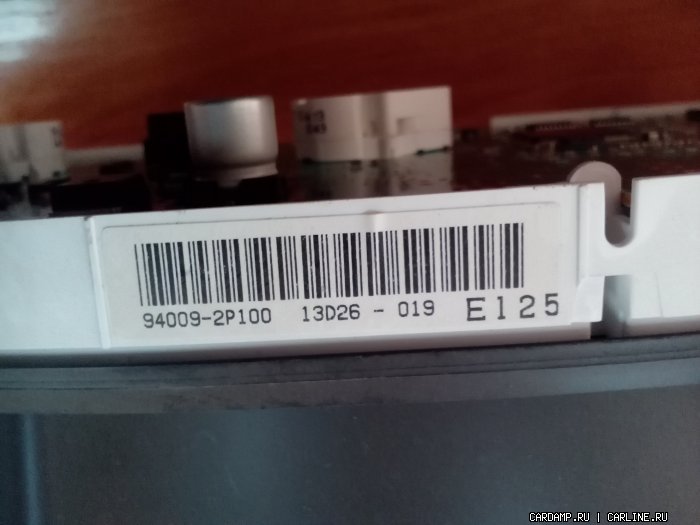 94009-2P100 13D26 - 019 E125
CARDAMP.RU | CARLINE.RU